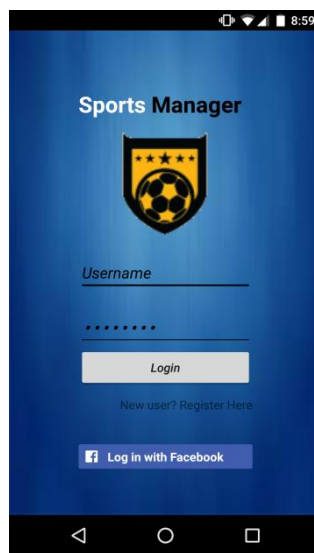 8:59
Sports Manager
Username
••••••••
Login
New user? Register Here
Log in with Facebook